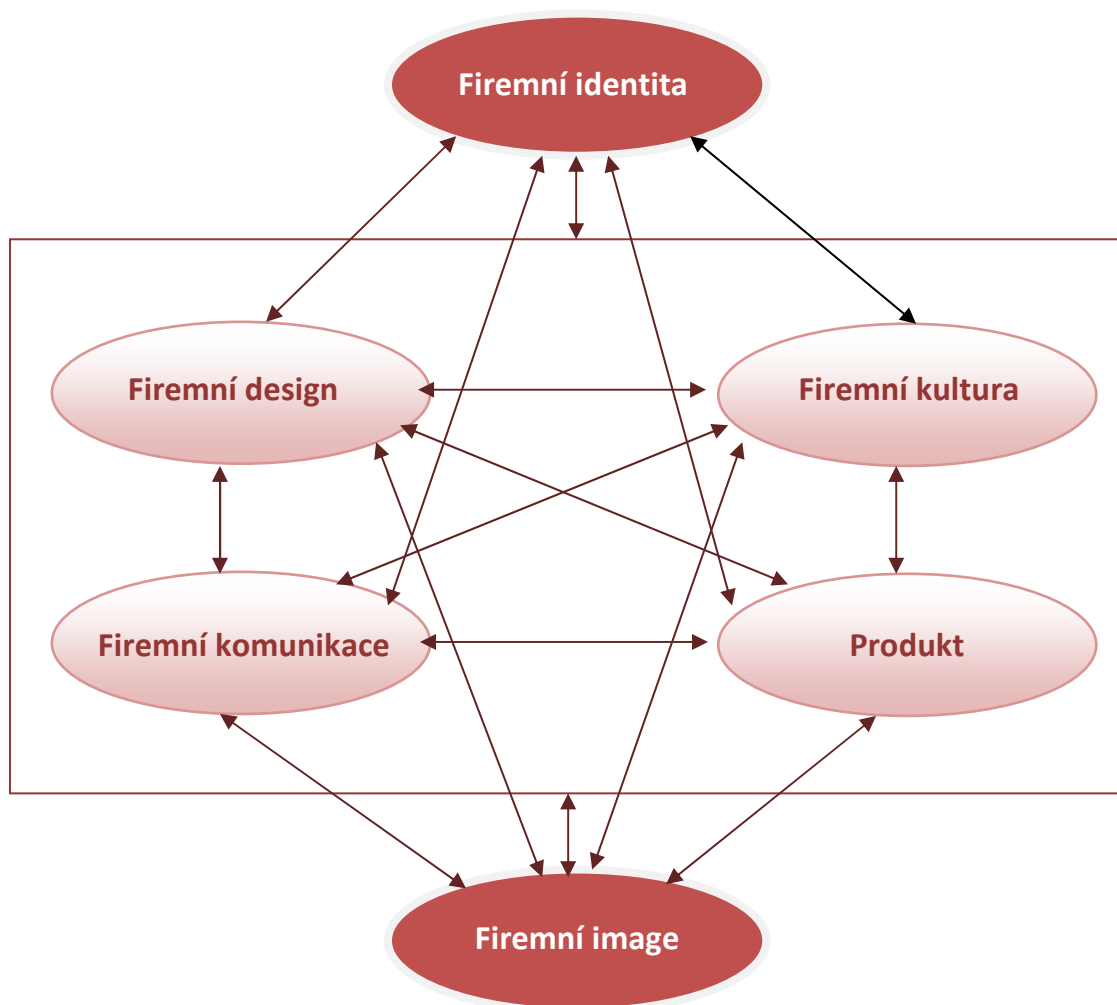 Firemní identita
Firemní design
Firemní kultura
Firemní komunikace
Produkt
Firemní image